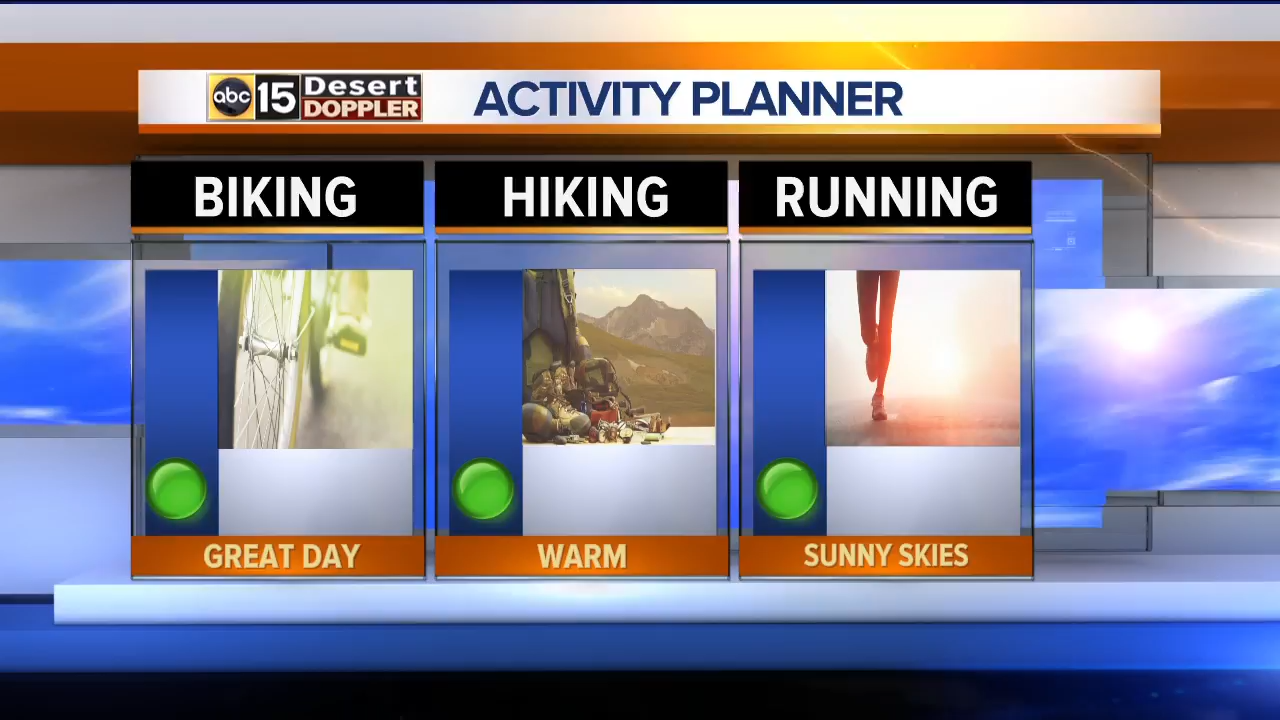 abc 15 Desert DOPPLER
ACTIVITY PLANNER
BIKING
HIKING
RUNNING
GREAT DAY
WARM
SUNNY SKIES